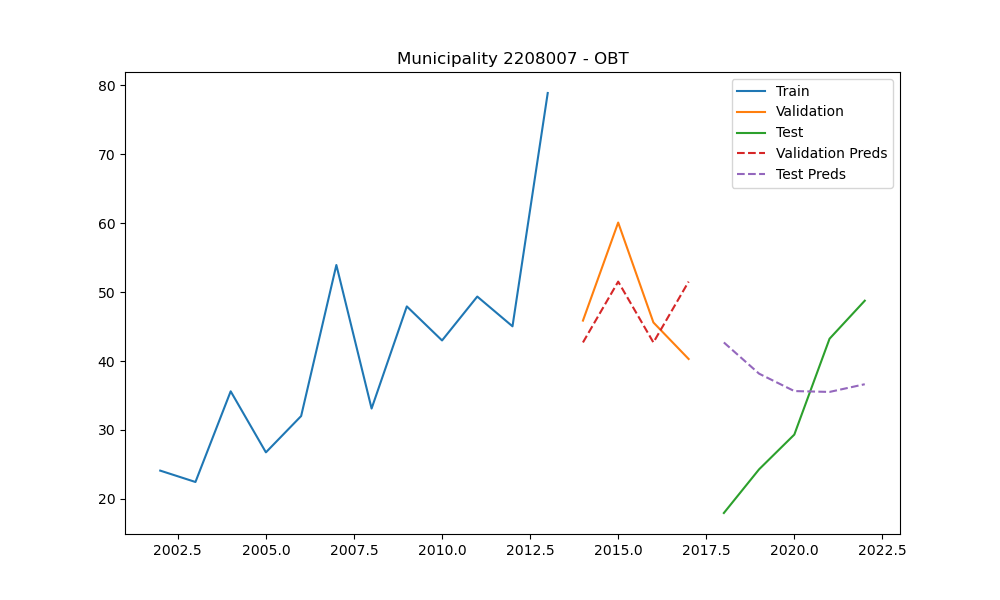 Municipality 2208007 - OBT
80
70
60
50
40
30
20
2002.5 2005.0 2007.5 2010.0 2012.5 2015.0 2017.5 2020.0 2022.5
Train
Validation
Test
Validation Preds
Test Preds